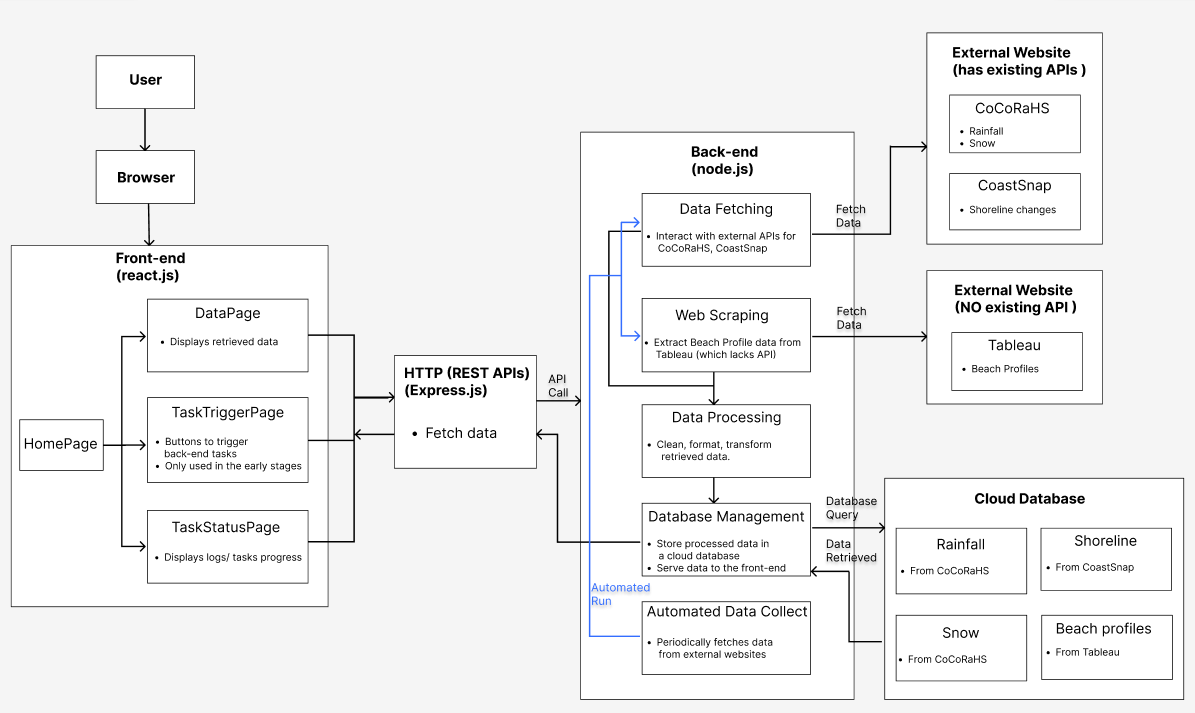 User
Browser
Front-end
(react.js)
DataPage
• Displays retrieved data
HomePage
TaskTriggerPage
• Buttons to trigger
back-end tasks
• Only used in the early stages
TaskStatusPage
• Displays logs/ tasks progress
HTTP (REST APIs)
(Express.js)
• Fetch data
API
Call
Back-end
(node.js)
Data Fetching
• Interact with external APIs for
CoCoRaHS, CoastSnap
Web Scraping
• Extract Beach Profile data from
Tableau (which lacks API)
Data Processing
• Clean, format, transform
retrieved data.
Database Management
• Store processed data in
a cloud database
• Serve data to the front-end
Automated
Run
Automated Data Collect
• Periodically fetches data
from external websites
Fetch
Data
Fetch
Data
Database
Query
Data
Retrieved
External Website
(has existing APIs )
CoCoRaHS
• Rainfall
• Snow
CoastSnap
• Shoreline changes
External Website
(NO existing API )
Tableau
• Beach Profiles
Cloud Database
Rainfall
• From CoCoRaHS
Shoreline
• From CoastSnap
Snow
• From CoCoRaHS
Beach profiles
• From Tableau